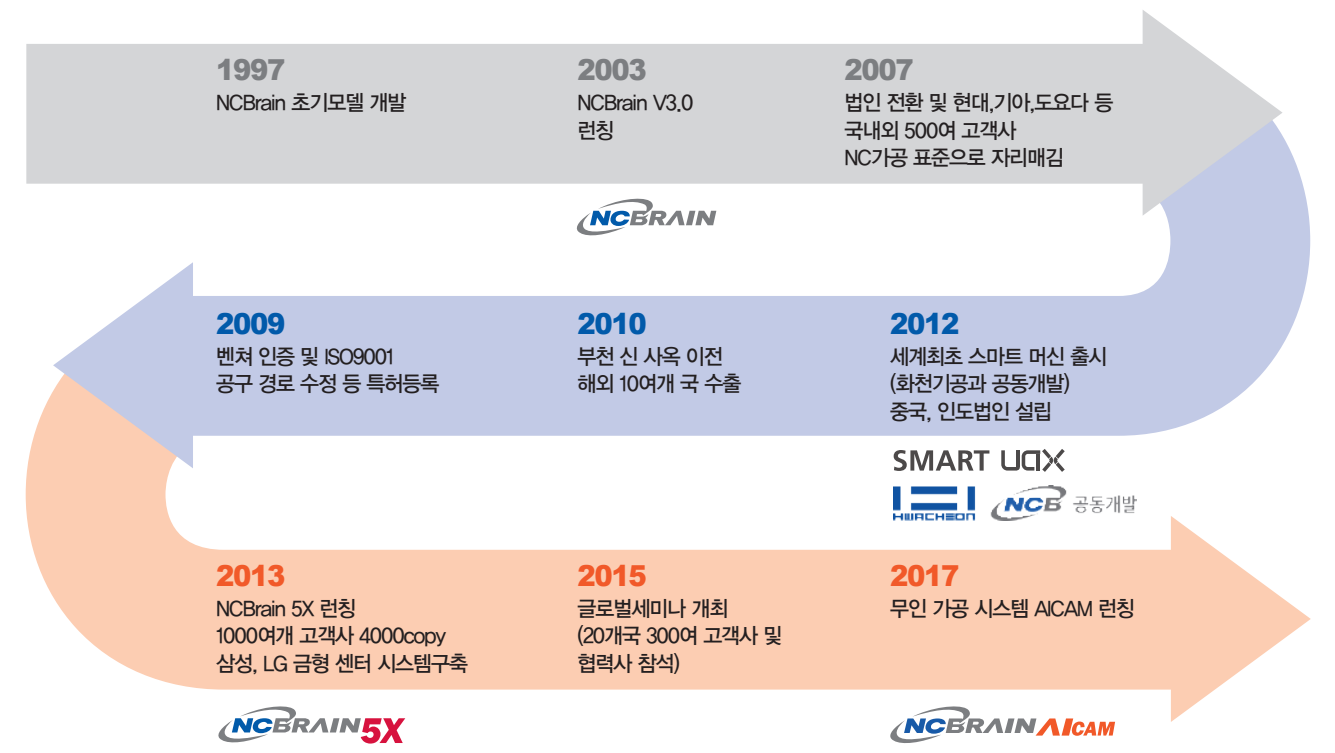 1997
NCBrain 초기모델 개발
2003
NCBrain V3.0
런칭
2007
법인 전환 및 현대,기아,도요다 등
국내외 500여 고객사
NC가공 표준으로 자리매김
NCBRAIN
2009
벤쳐 인증 및 ISO9001
공구 경로 수정 등 특허등록
2010
부천 신 사옥 이전
해외 10여개 국 수출
2012
세계최초 스마트 머신 출시
(화천기공과 공동개발)
중국, 인도법인 설립
SMART UAX
HWACHEON NCB 공동개발
2013
NCBrain 5X 런칭
1000여개 고객사 4000copy
삼성, LG 금형 센터 시스템구축
2015
글로벌세미나 개최
(20개국 300여 고객사 및
협력사 참석)
2017
무인 가공 시스템 AICAM 런칭
NCBRAIN 5X
NCBRAIN AICAM